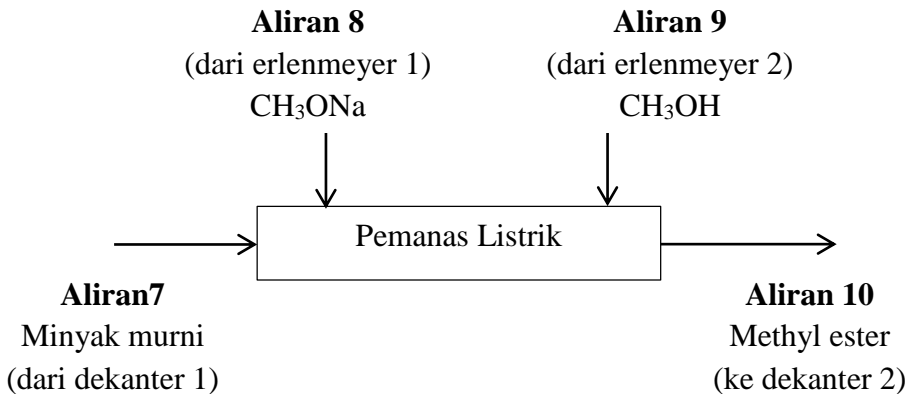 Aliran 8
(dari erlenmeyer 1)
CH₃ONa
Aliran 9
(dari erlenmeyer 2)
CH₃OH
Pemanas Listrik
Aliran7
Minyak murni
(dari dekanter 1)
Aliran 10
Methyl ester
(ke dekanter 2)